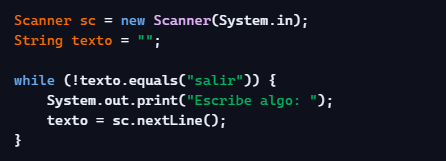 Scanner sc = new Scanner(System.in);
String texto = "";

while (!texto.equals("salir")) {
    System.out.print("Escribe algo: ");
    texto = sc.nextLine();
}